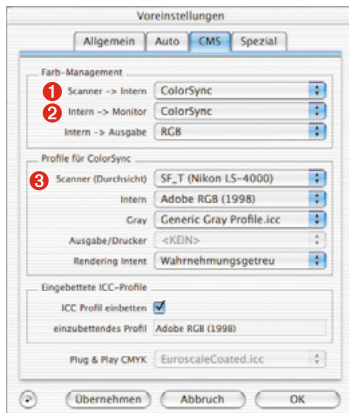 Voreinstellungen
Allgemein Auto CMS Spezial
Farb-Management
1 Scanner -> Intern ColorSync
2 Intern -> Monitor ColorSync
Intern -> Ausgabe RGB
Profile für ColorSync
3 Scanner (Durchsicht) SF_T (Nikon LS-4000)
Intern Adobe RGB (1998)
Gray Generic Gray Profile.icc
Ausgabe/Drucker <KEIN>
Rendering Intent Wahrnehmungsgetreu
Eingebettete ICC-Profile
ICC Profil einbetten
einzubettendes Profil Adobe RGB (1998)
Plug & Play CMYK EuroscaleCoated.icc
Übernehmen Abbruch OK